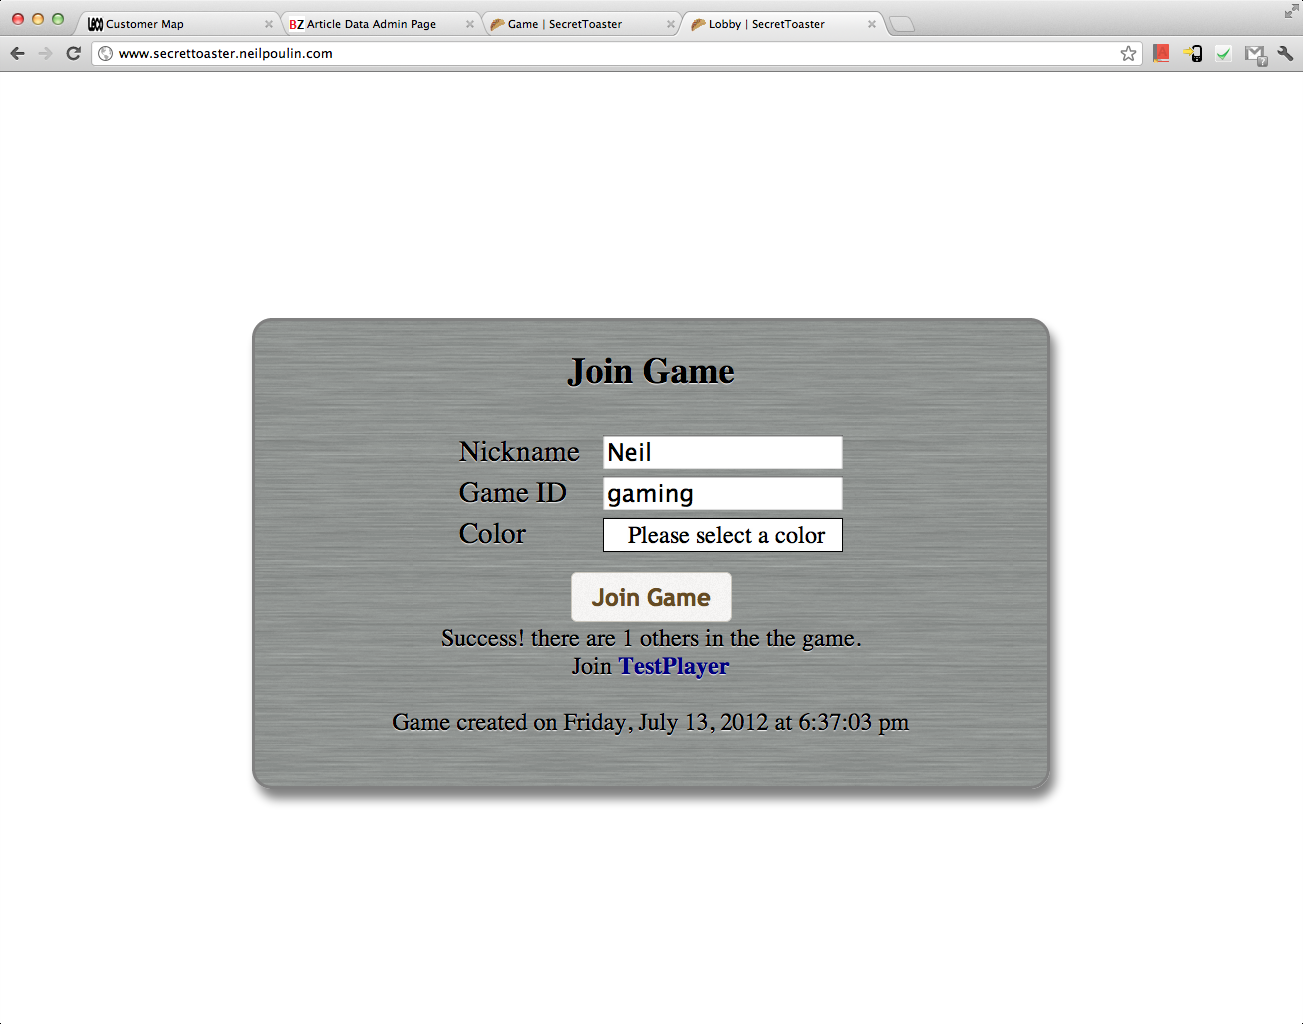 Customer Map
BZ Article Data Admin Page
Game | SecretToaster
Lobby | SecretToaster
www.secrettoaster.neilpoulin.com
Join Game
Nickname Neil
Game ID gaming
Color Please select a color
Join Game
Success! there are 1 others in the the game.
Join TestPlayer
Game created on Friday, July 13, 2012 at 6:37:03 pm